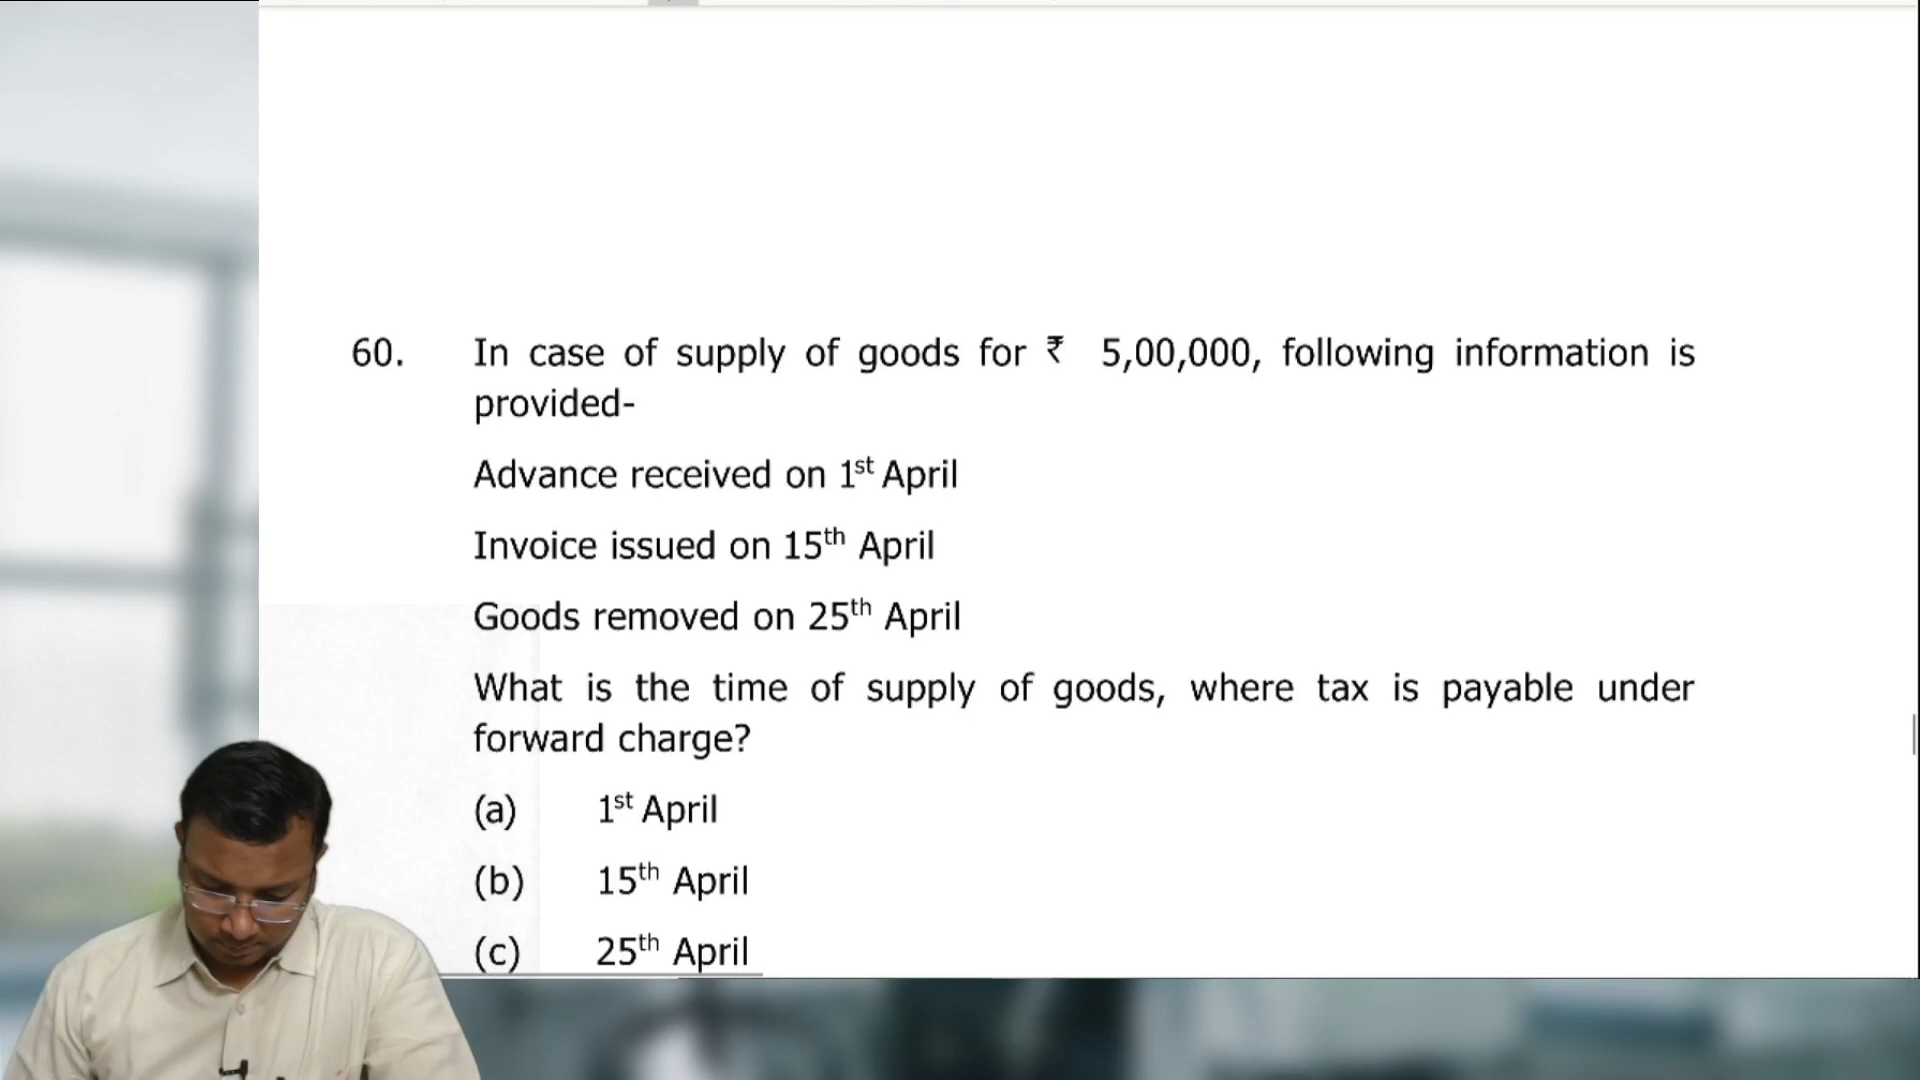 60. In case of supply of goods for ₹ 5,00,000, following information is
provided-
Advance received on 1st April
Invoice issued on 15th April
Goods removed on 25th April
What is the time of supply of goods, where tax is payable under
forward charge?
(a) 1st April
(b) 15th April
(c) 25th April